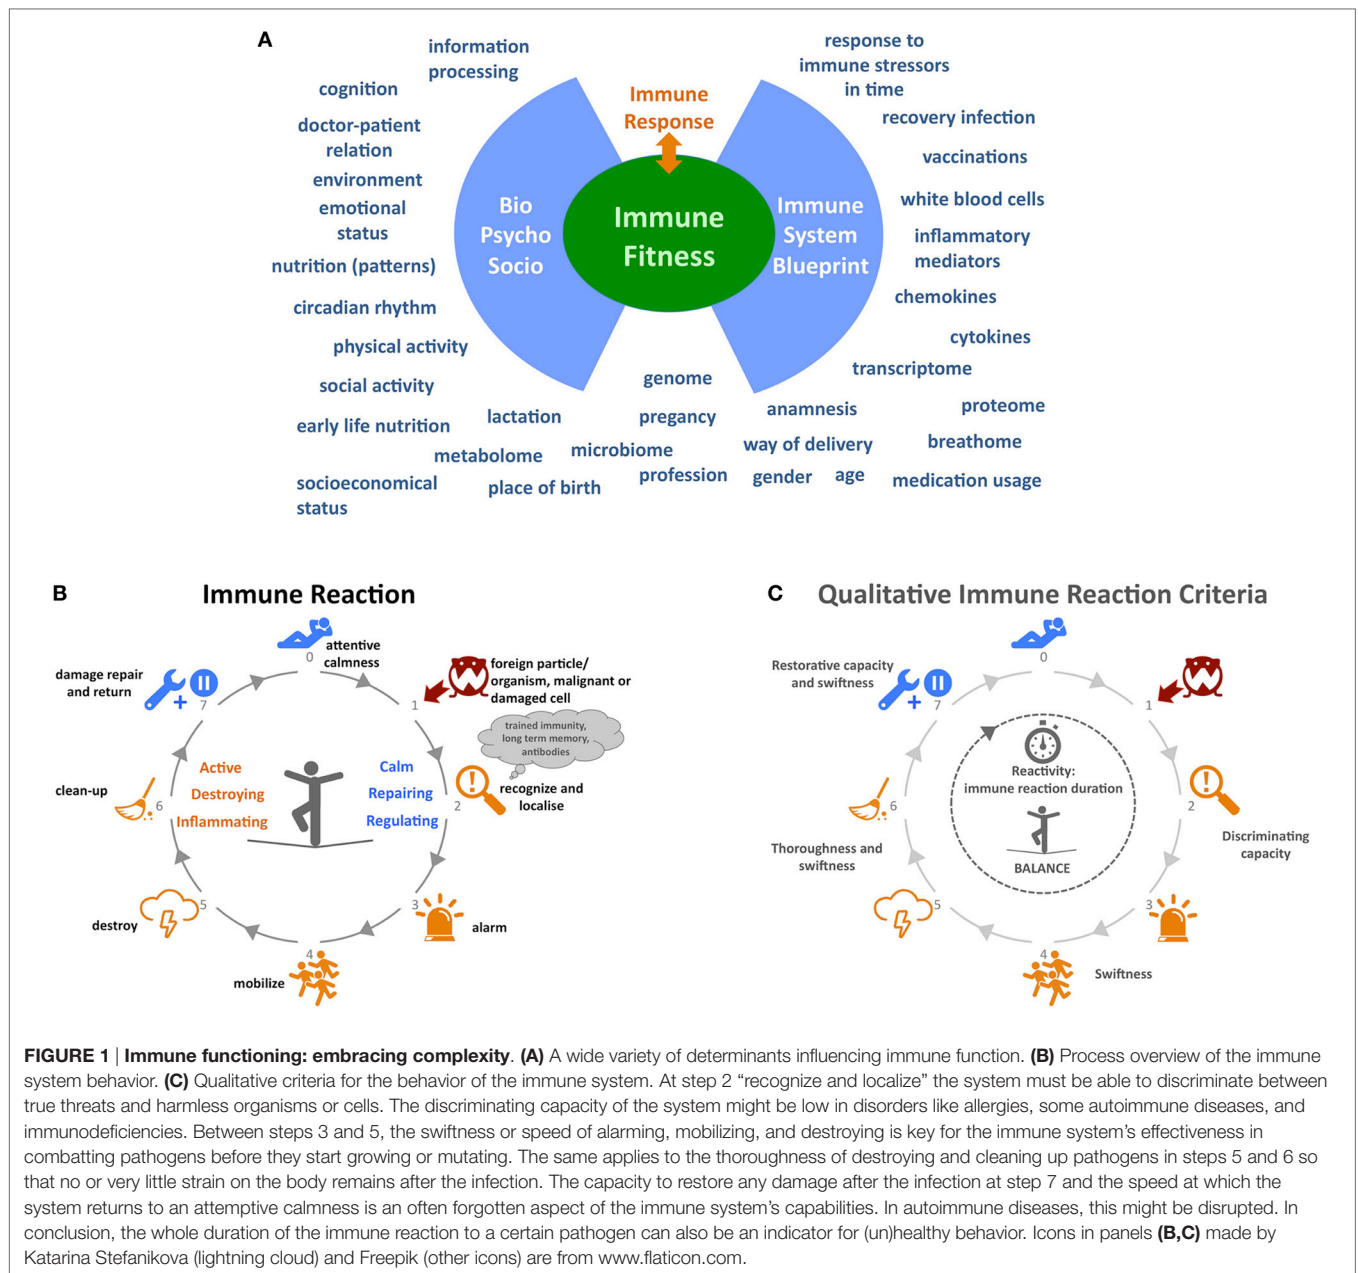 A
information
processing
cognition
doctor-patient
relation
environment
emotional
status
nutrition (patterns)
circadian rhythm
physical activity
social activity
early life nutrition
socioeconomical
status
lactation
metabolome
place of birth
microbiome
genome
pregancy
profession
anamnesis
way of delivery
gender
age
response to
immune stressors
in time
recovery infection
vaccinations
white blood cells
inflammatory
mediators
chemokines
cytokines
transcriptome
proteome
breathome
medication usage
Immune
Response
Bio
Psycho
Socio
Immune
Fitness
Immune
System
Blueprint
B
Immune Reaction
0
attentive
calmness
1
foreign particle/
organism, malignant or
damaged cell
trained immunity,
long term memory,
antibodies
2
recognize and
localise
3
alarm
4
mobilize
5
destroy
6
clean-up
7
damage repair
and return
Active
Destroying
Inflammating
Calm
Repairing
Regulating
C
Qualitative Immune Reaction Criteria
0
1
2
Discriminating
capacity
3
Swiftness
4
5
Thoroughness and
swiftness
6
7
Restorative capacity
and swiftness
Reactivity:
immune reaction duration
BALANCE
FIGURE 1 | Immune functioning: embracing complexity. (A) A wide variety of determinants influencing immune function. (B) Process overview of the immune
system behavior. (C) Qualitative criteria for the behavior of the immune system. At step 2 “recognize and localize” the system must be able to discriminate between
true threats and harmless organisms or cells. The discriminating capacity of the system might be low in disorders like allergies, some autoimmune diseases, and
immunodeficiencies. Between steps 3 and 5, the swiftness or speed of alarming, mobilizing, and destroying is key for the immune system’s effectiveness in
combatting pathogens before they start growing or mutating. The same applies to the thoroughness of destroying and cleaning up pathogens in steps 5 and 6 so
that no or very little strain on the body remains after the infection. The capacity to restore any damage after the infection at step 7 and the speed at which the
system returns to an attemptive calmness is an often forgotten aspect of the immune system’s capabilities. In autoimmune diseases, this might be disrupted. In
conclusion, the whole duration of the immune reaction to a certain pathogen can also be an indicator for (un)healthy behavior. Icons in panels (B,C) made by
Katarina Stefanikova (lightning cloud) and Freepik (other icons) are from www.flaticon.com.